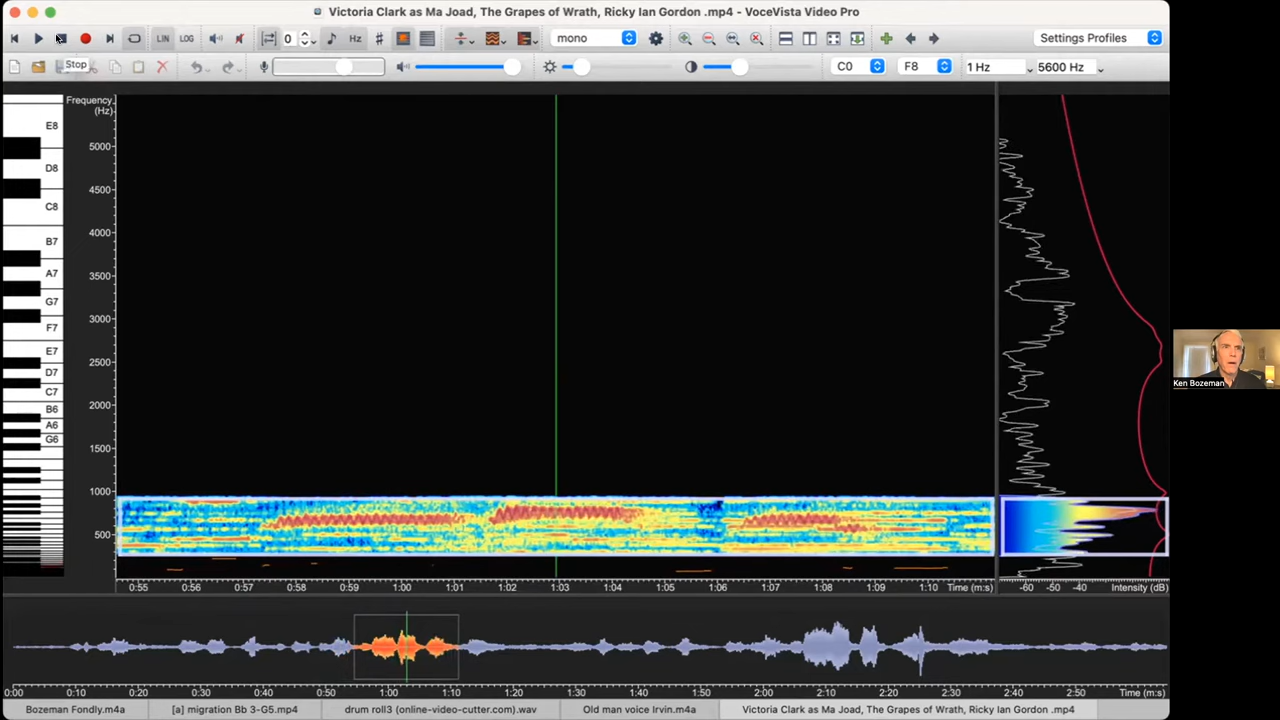 Victoria Clark as Ma Joad, The Grapes of Wrath, Ricky Ian Gordon .mp4 - VoceVista Video Pro
LIN LOG 0 Hz mono Settings Profiles
Stop C0 F8 1 Hz 5600 Hz
Frequency
(Hz)
E8
5000
D8
4500
C8
4000
B7
3500
A7
G7
3000
F7
E7
2500
D7
C7
2000
B6
A6
1500
G6
1000
500
Ken Bozeman
0:55 0:56 0:57 0:58 0:59 1:00 1:01 1:02 1:03 1:04 1:05 1:06 1:07 1:08 1:09 1:10 Time (m:s) -60 -50 -40 Intensity (dB)
0:00 0:10 0:20 0:30 0:40 0:50 1:00 1:10 1:20 1:30 1:40 1:50 2:00 2:10 2:20 2:30 2:40 2:50 Time (m:s)
Bozeman Fondly.m4a [a] migration Bb 3-G5.mp4 drum roll3 (online-video-cutter.com).wav Old man voice Irvin.m4a Victoria Clark as Ma Joad, The Grapes of Wrath, Ricky Ian Gordon .mp4